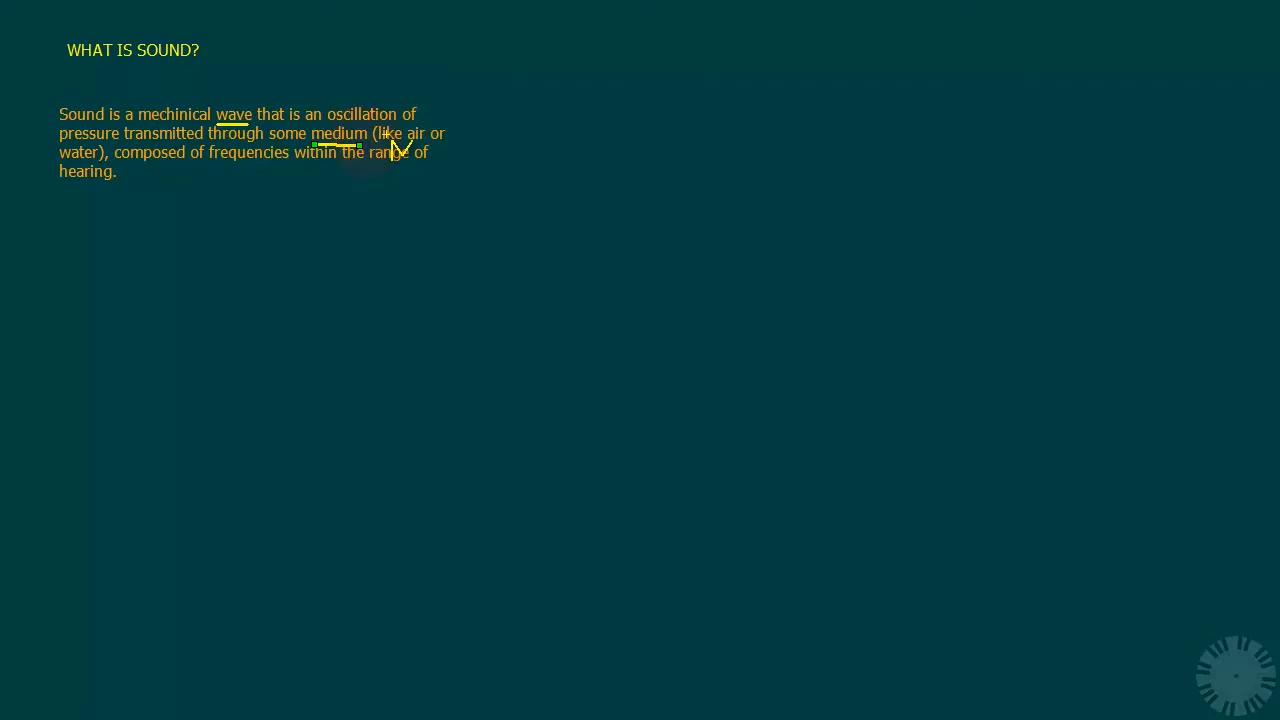 WHAT IS SOUND?
Sound is a mechinical wave that is an oscillation of
pressure transmitted through some medium (like air or
water), composed of frequencies within the range of
hearing.